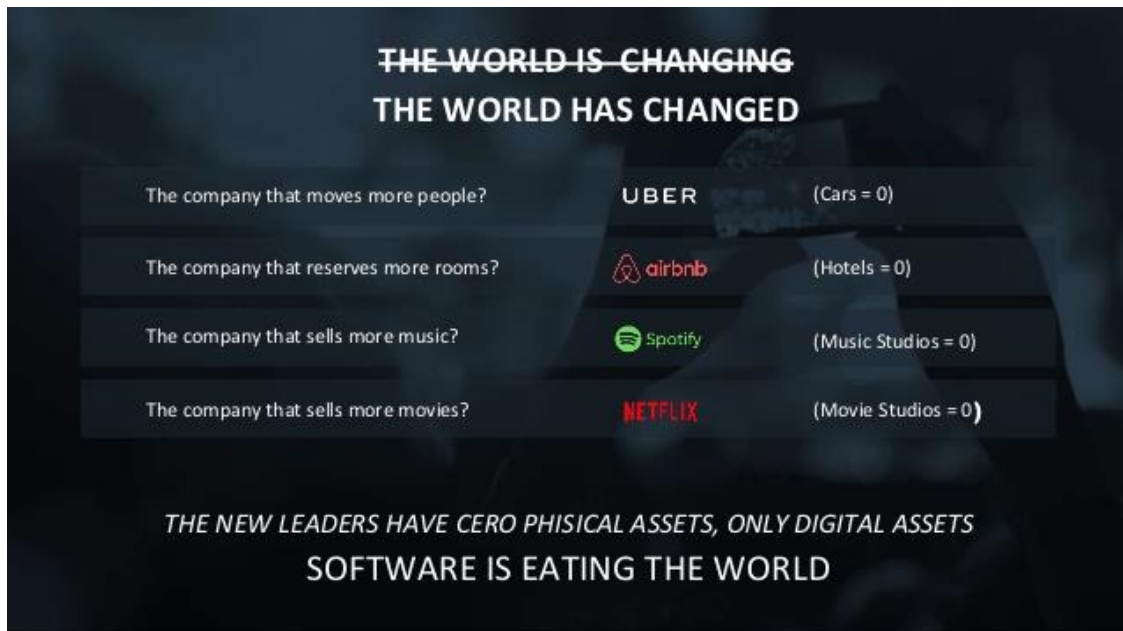 THE WORLD IS CHANGING
THE WORLD HAS CHANGED
The company that moves more people? UBER (Cars = 0)
The company that reserves more rooms? airbnb (Hotels = 0)
The company that sells more music? Spotify (Music Studios = 0)
The company that sells more movies? NETFLIX (Movie Studios = 0)
THE NEW LEADERS HAVE CERO PHISICAL ASSETS, ONLY DIGITAL ASSETS
SOFTWARE IS EATING THE WORLD